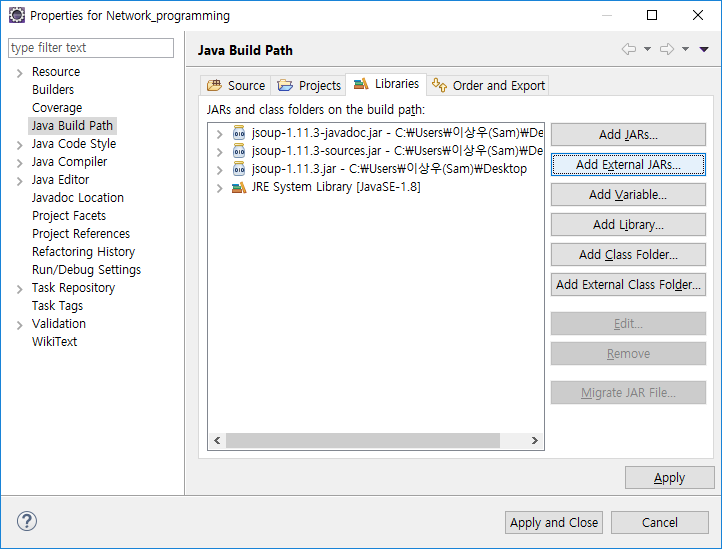 Properties for Network_programming
type filter text
Resource
Builders
Coverage
Java Build Path
Java Code Style
Java Compiler
Java Editor
Javadoc Location
Project Facets
Project References
Refactoring History
Run/Debug Settings
Task Repository
Task Tags
Validation
WikiText
Java Build Path
Source
Projects
Libraries
Order and Export
JARs and class folders on the build path:
jsoup-1.11.3-javadoc.jar - C:₩Users₩이상우(Sam)₩De
jsoup-1.11.3-sources.jar - C:₩Users₩이상우(Sam)₩De
jsoup-1.11.3.jar - C:₩Users₩이상우(Sam)₩Desktop
JRE System Library [JavaSE-1.8]
Add JARs...
Add External JARs...
Add Variable...
Add Library...
Add Class Folder...
Add External Class Folder...
Edit...
Remove
Migrate JAR File...
Apply
Apply and Close
Cancel